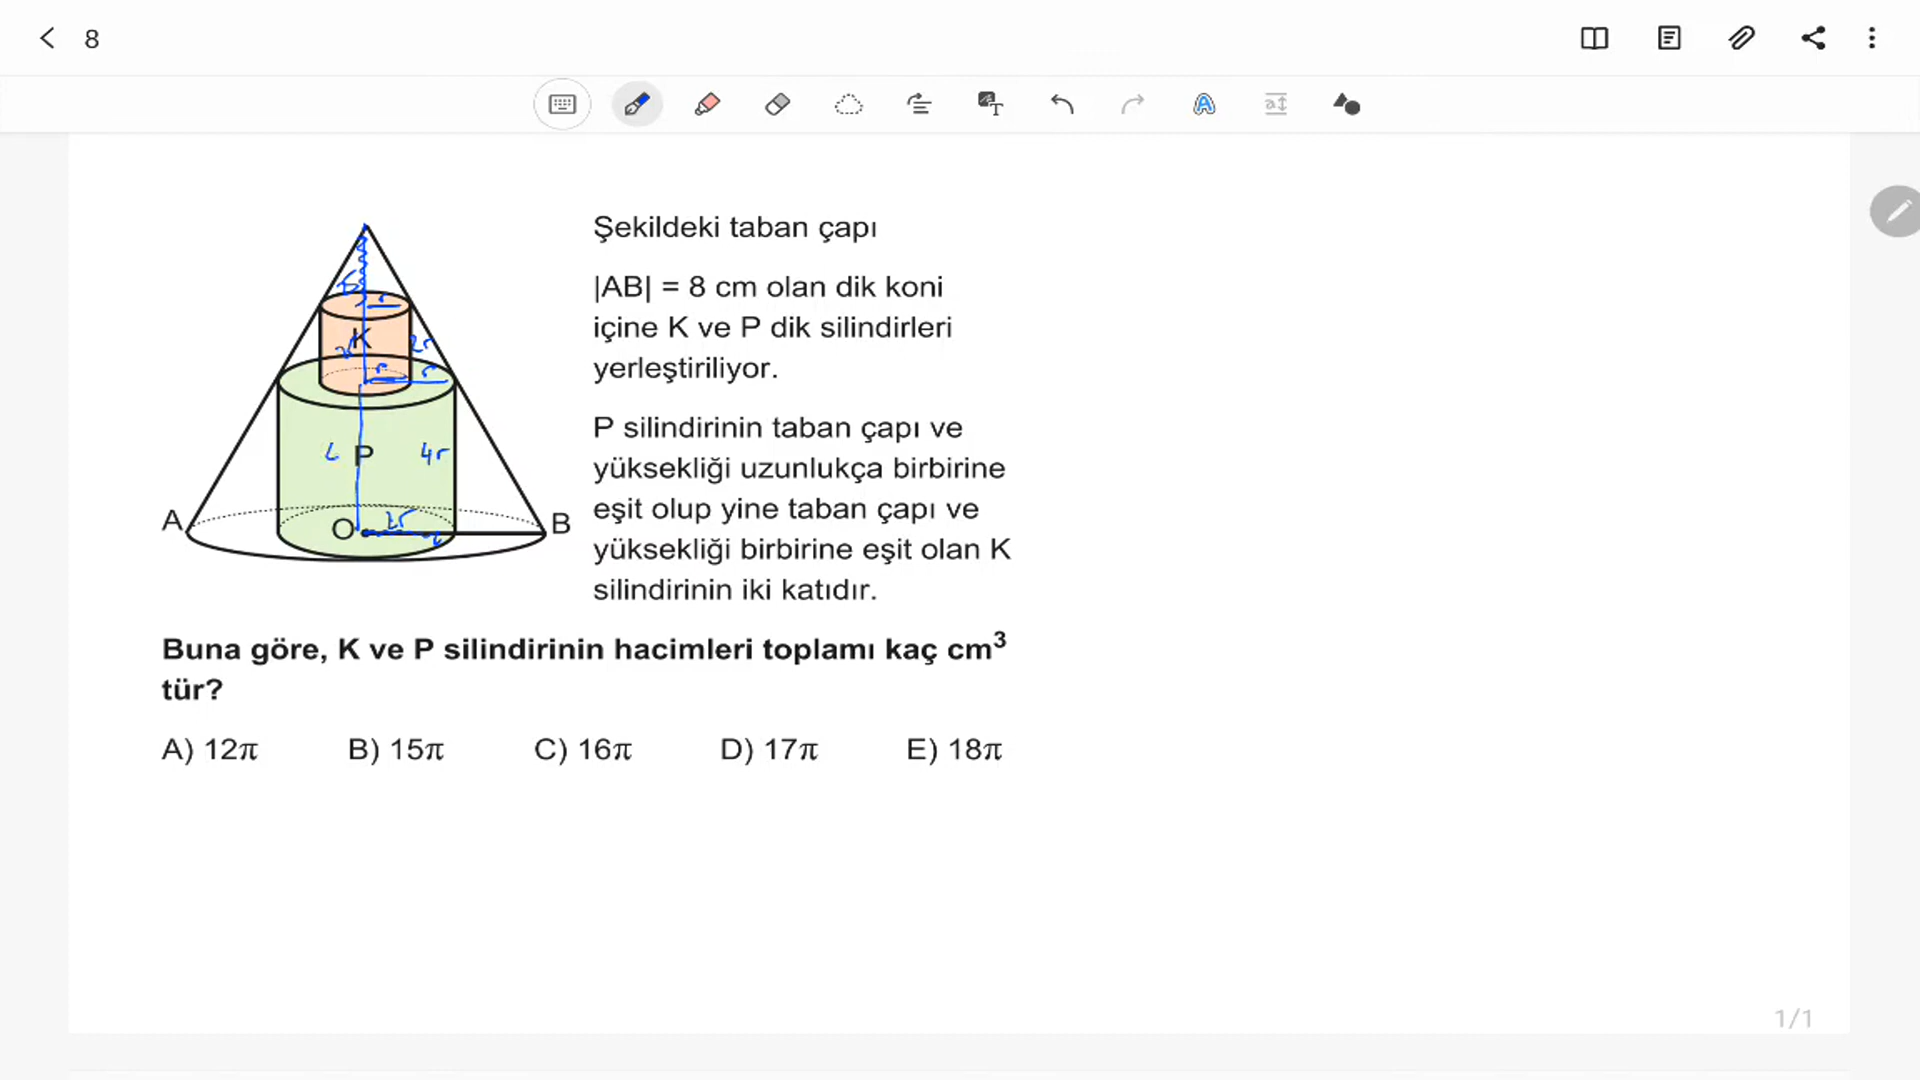 8
Şekildeki taban çapı
|AB| = 8 cm olan dik koni
içine K ve P dik silindirleri
yerleştiriliyor.
P silindirinin taban çapı ve
yüksekliği uzunlukça birbirine
eşit olup yine taban çapı ve
yüksekliği birbirine eşit olan K
silindirinin iki katıdır.
r
K
2r
r r
P
4r
A
O
2r
B
Buna göre, K ve P silindirinin hacimleri toplamı kaç cm³
tür?
A) 12π B) 15π C) 16π D) 17π E) 18π
1/1